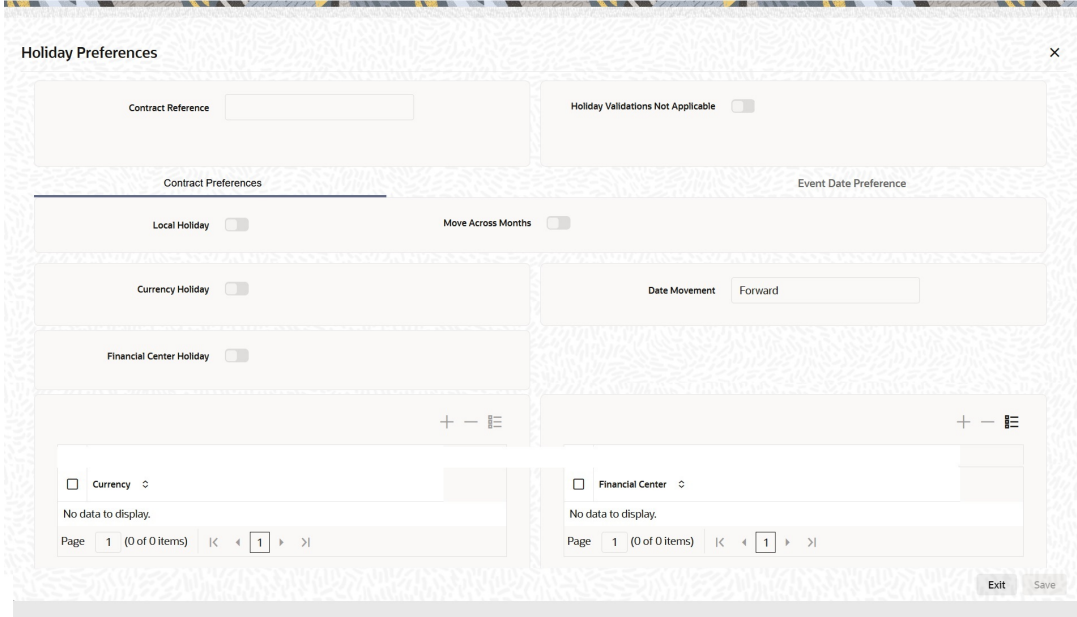 Holiday Preferences
Contract Reference
Holiday Validations Not Applicable
Contract Preferences
Event Date Preference
Local Holiday
Move Across Months
Currency Holiday
Date Movement Forward
Financial Center Holiday
Currency
No data to display.
Page 1 (0 of 0 items) 1
Financial Center
No data to display.
Page 1 (0 of 0 items) 1
Exit Save